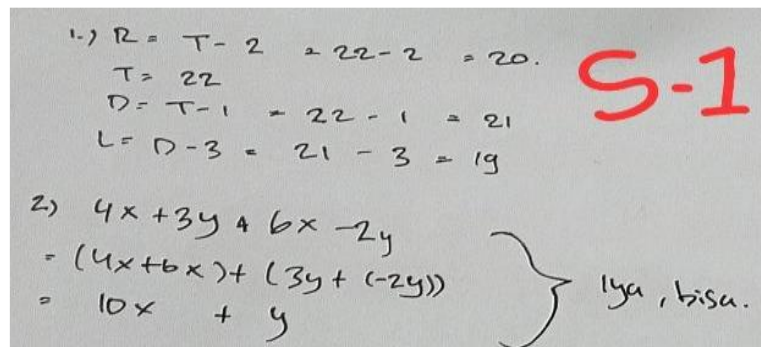 1.) R = T - 2 = 22 - 2 = 20.
T = 22
D = T - 1 = 22 - 1 = 21
L = D - 3 = 21 - 3 = 19
S-1
2) 4x + 3y + 6x - 2y
= (4x+6x) + (3y + (-2y))
= 10x + y
Iya, bisa.